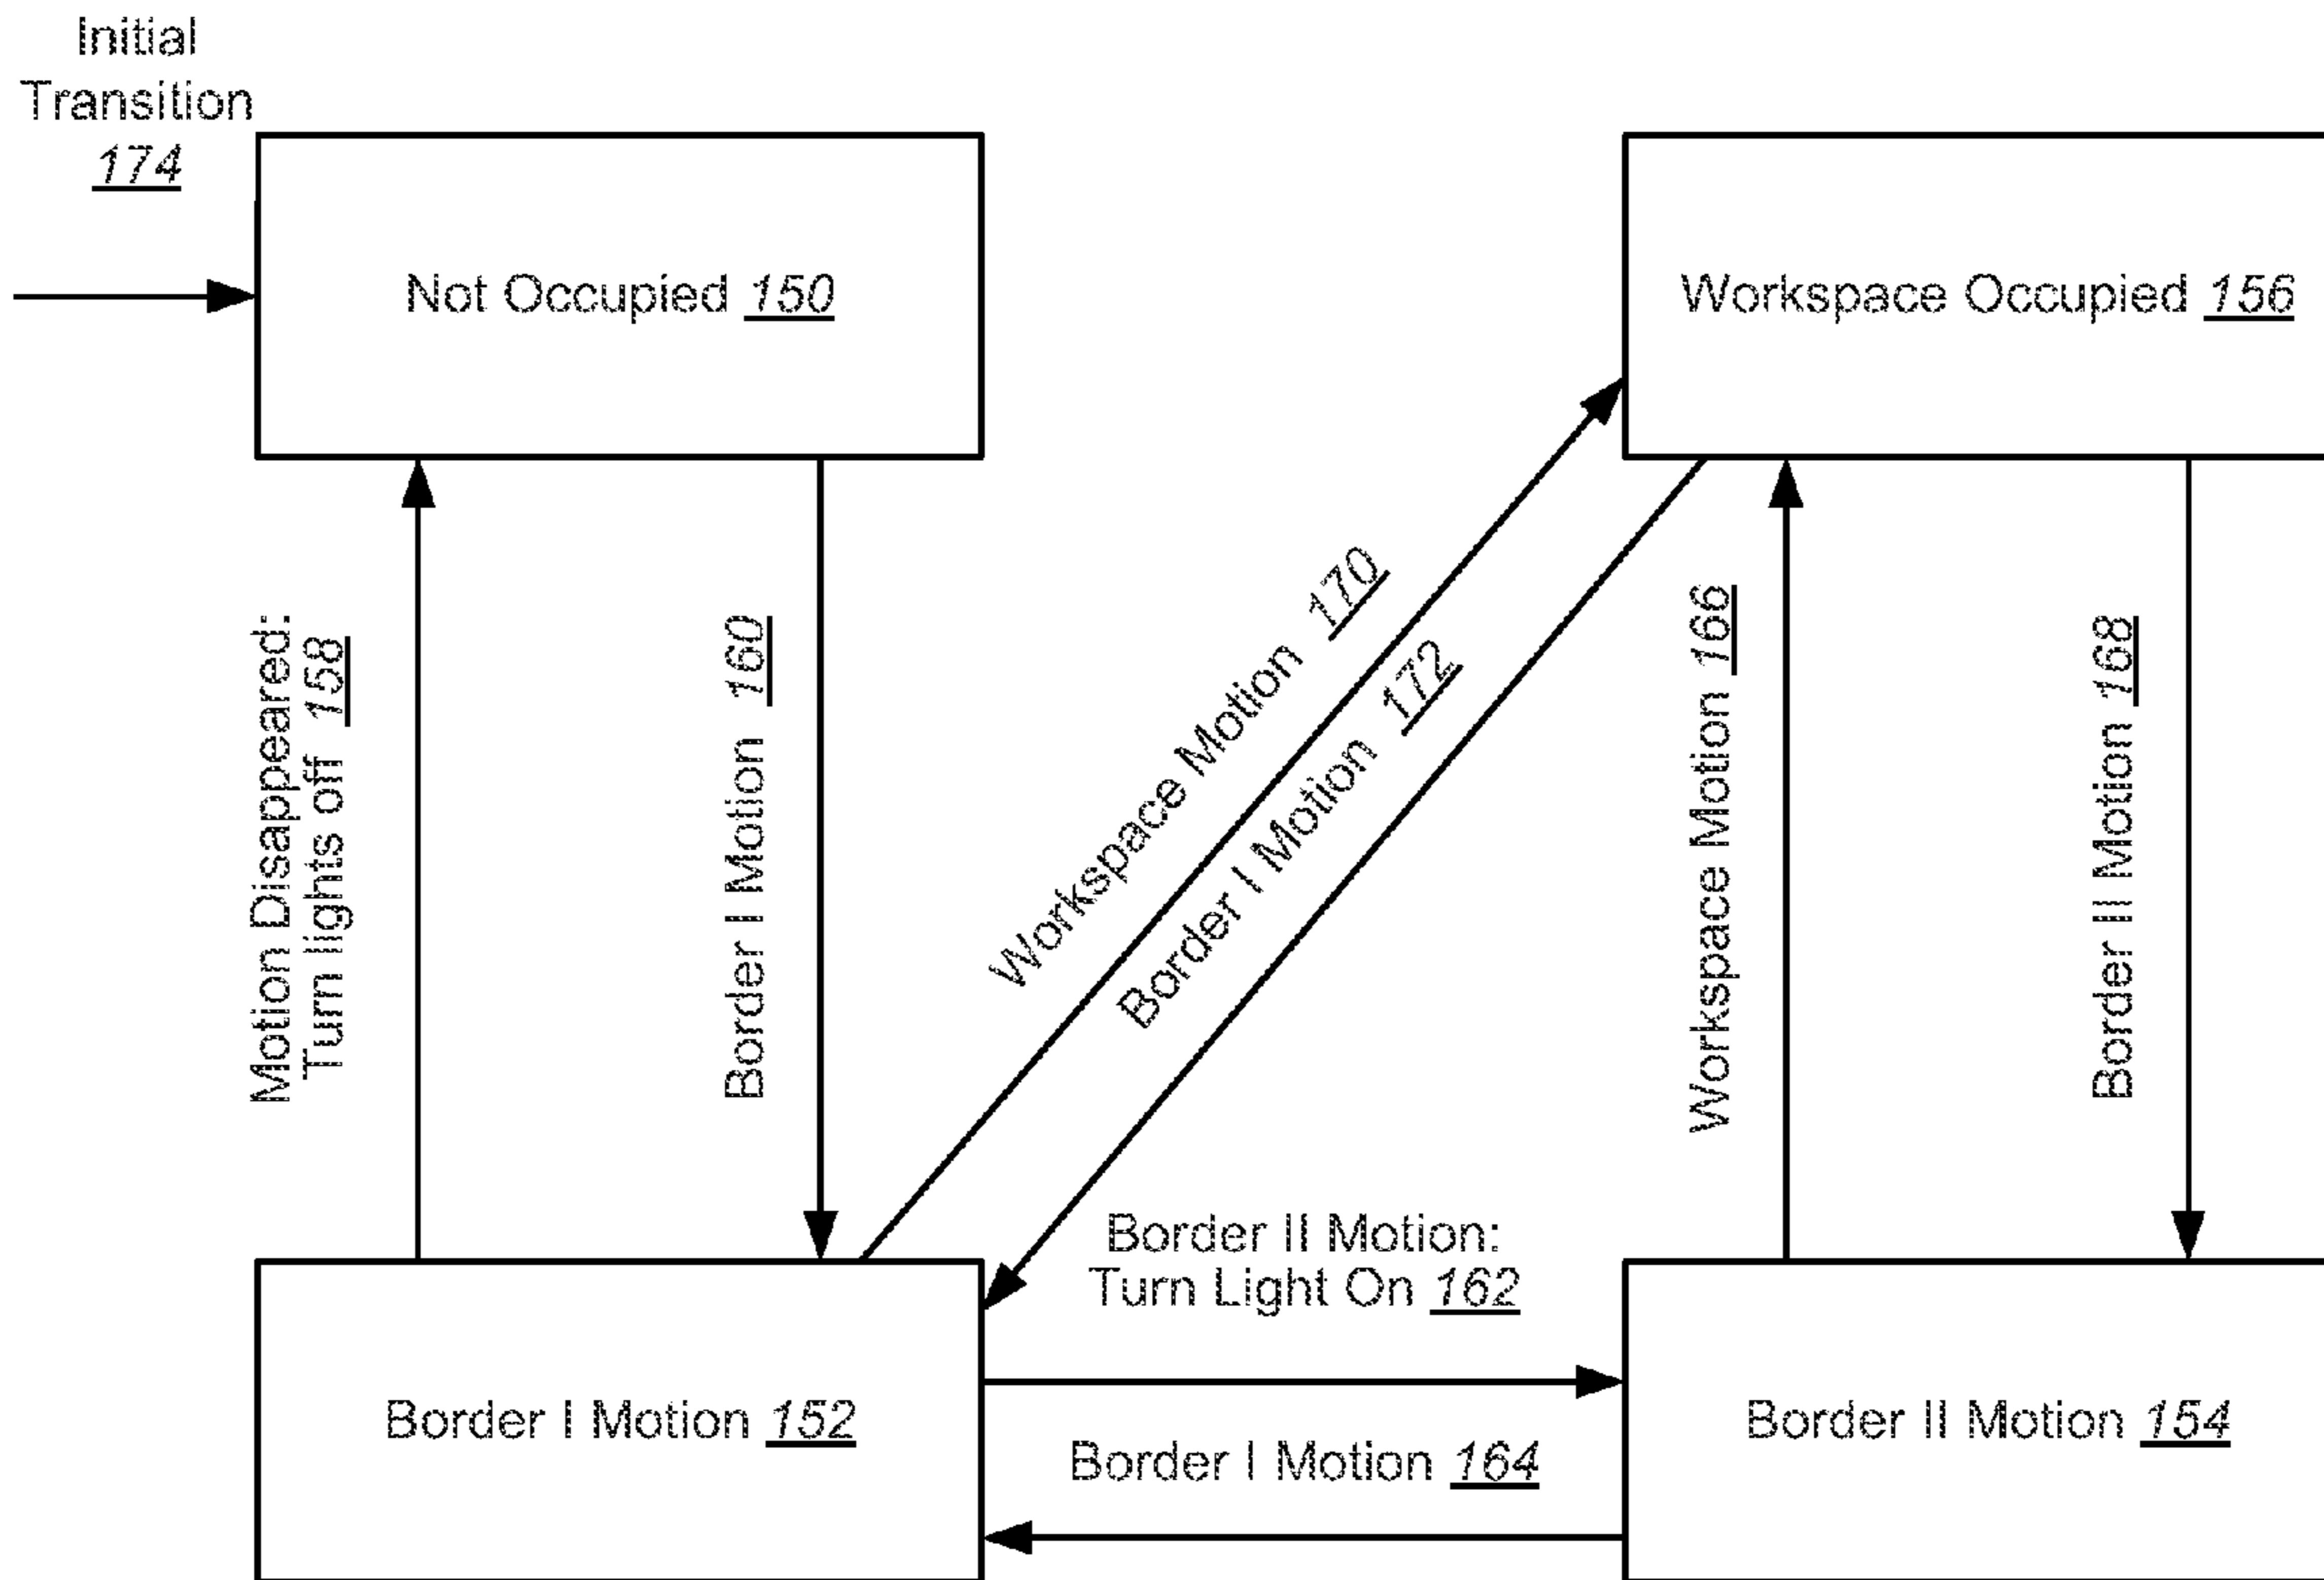 Initial
Transition
174
Not Occupied 150
Workspace Occupied 156
Motion Disappeared:
Turn lights off 158
Border I Motion 160
Workspace Motion 170
Border I Motion 172
Workspace Motion 166
Border II Motion 168
Border II Motion:
Turn Light On 162
Border I Motion 152
Border II Motion 154
Border I Motion 164